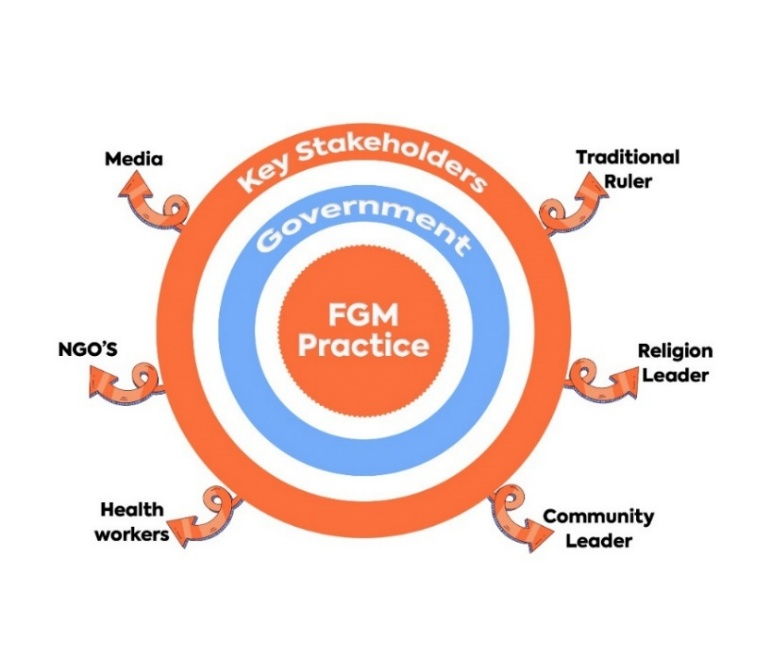 Key Stakeholders
Government
FGM
Practice
Media
NGO'S
Health
workers
Traditional
Ruler
Religion
Leader
Community
Leader